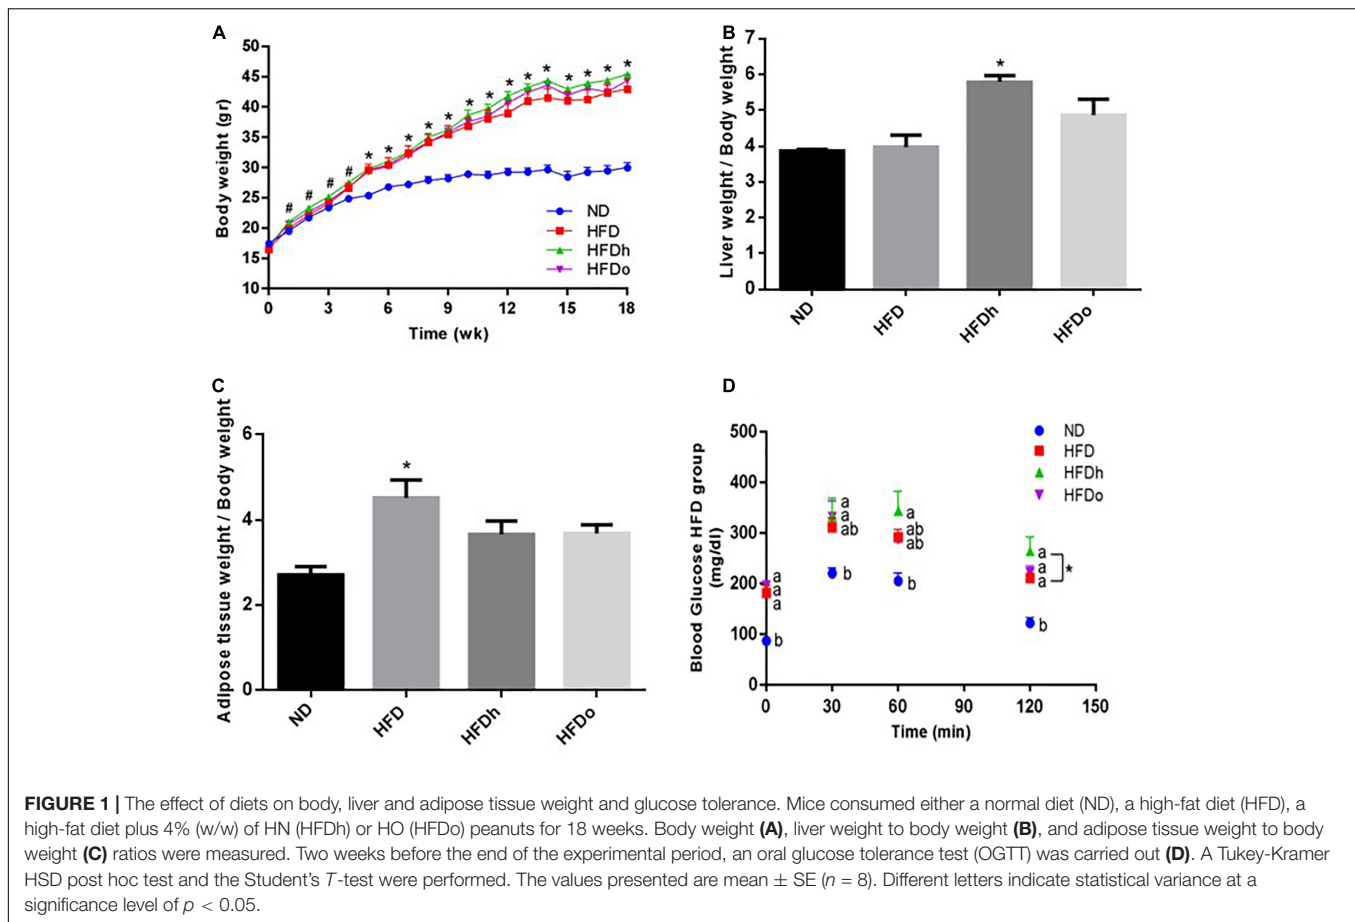 A
Body weight (gr)
50
45
40
35
30
25
20
15
10
# # # # * * * * * * * * * * * * * *
ND
HFD
HFDh
HFDo
0 3 6 9 12 15 18
Time (wk)
B
Liver weight / Body weight
7
6
5
4
3
2
1
0
*
ND HFD HFDh HFDo
C
Adipose tissue weight / Body weight
6
4
2
0
*
ND HFD HFDh HFDo
D
Blood Glucose HFD group
(mg/dl)
500
400
300
200
100
0
ND
HFD
HFDh
HFDo
a
a
a
b
a
a
ab
b
a
ab
ab
b
a
a
a
*
b
0 30 60 90 120 150
Time (min)
FIGURE 1 | The effect of diets on body, liver and adipose tissue weight and glucose tolerance. Mice consumed either a normal diet (ND), a high-fat diet (HFD), a
high-fat diet plus 4% (w/w) of HN (HFDh) or HO (HFDo) peanuts for 18 weeks. Body weight (A), liver weight to body weight (B), and adipose tissue weight to body
weight (C) ratios were measured. Two weeks before the end of the experimental period, an oral glucose tolerance test (OGTT) was carried out (D). A Tukey-Kramer
HSD post hoc test and the Student's T-test were performed. The values presented are mean ± SE (n = 8). Different letters indicate statistical variance at a
significance level of p < 0.05.